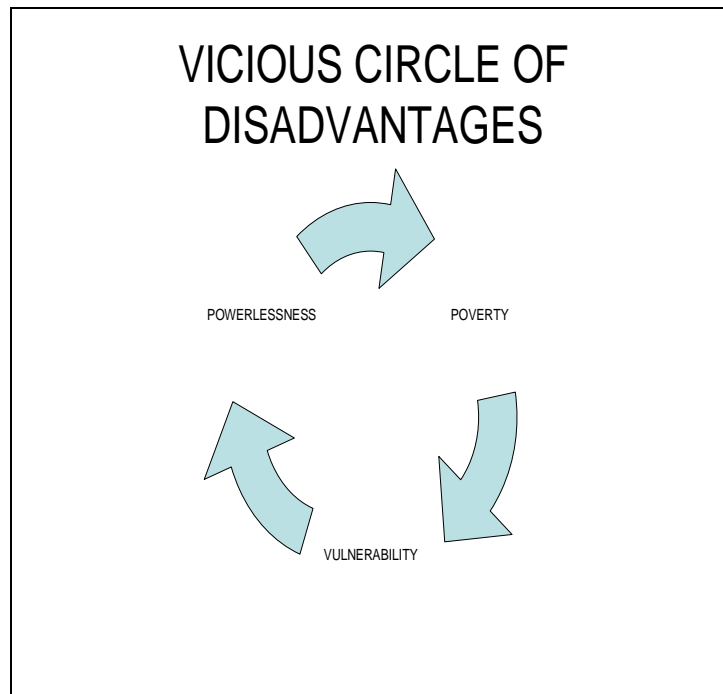 VICIOUS CIRCLE OF
DISADVANTAGES
POWERLESSNESS
POVERTY
VULNERABILITY